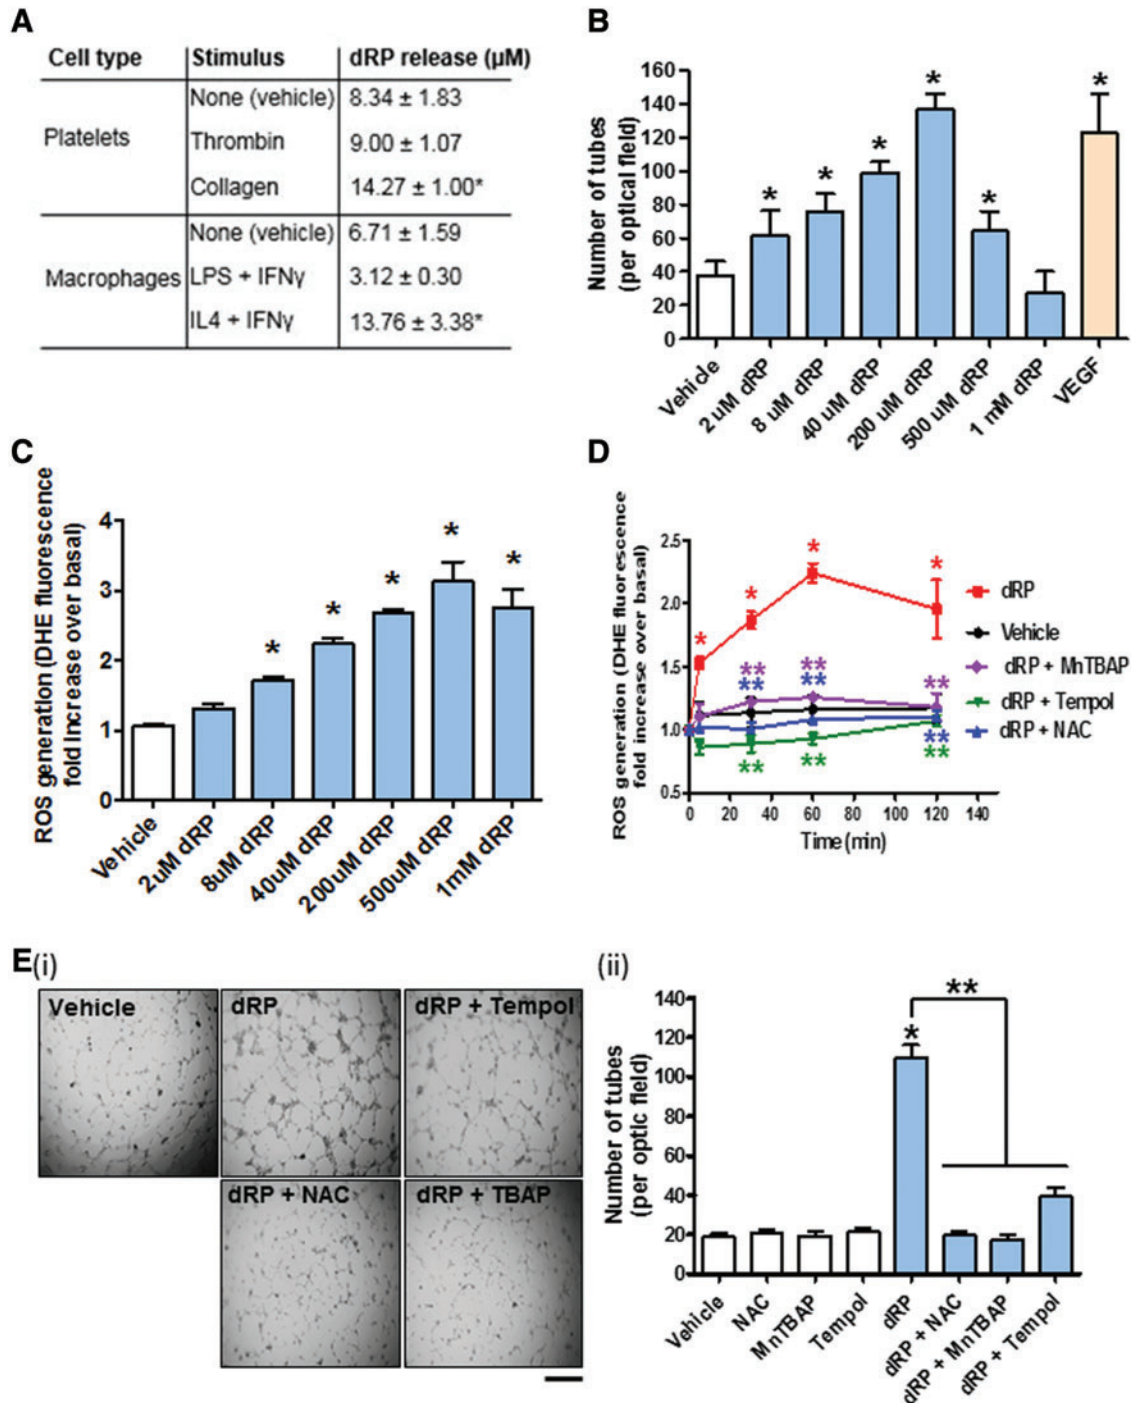 A
Cell type Stimulus dRP release (µM)
Platelets
None (vehicle) 8.34 ± 1.83
Thrombin 9.00 ± 1.07
Collagen 14.27 ± 1.00*
Macrophages
None (vehicle) 6.71 ± 1.59
LPS + IFNγ 3.12 ± 0.30
IL4 + IFNγ 13.76 ± 3.38*
B
Number of tubes
(per optical field)
160
140
120
100
80
60
40
20
0
* * * * * *
Vehicle
2 uM dRP
8 uM dRP
40 uM dRP
200 uM dRP
500 uM dRP
1 mM dRP
VEGF
C
ROS generation (DHE fluorescence
fold increase over basal)
4
3
2
1
0
* * * * *
Vehicle
2uM dRP
8uM dRP
40uM dRP
200uM dRP
500uM dRP
1mM dRP
D
ROS generation (DHE fluorescence
fold increase over basal)
2.5
2.0
1.5
1.0
0.5
* * * *
** ** **
** **
**
** ** **
0 20 40 60 80 100 120 140
Time (min)
dRP
Vehicle
dRP + MnTBAP
dRP + Tempol
dRP + NAC
E(i)
Vehicle
dRP
dRP + Tempol
dRP + NAC
dRP + TBAP
(ii)
Number of tubes
(per optic field)
140
120
100
80
60
40
20
0
**
*
Vehicle
NAC
MnTBAP
Tempol
dRP
dRP + NAC
dRP + MnTBAP
dRP + Tempol